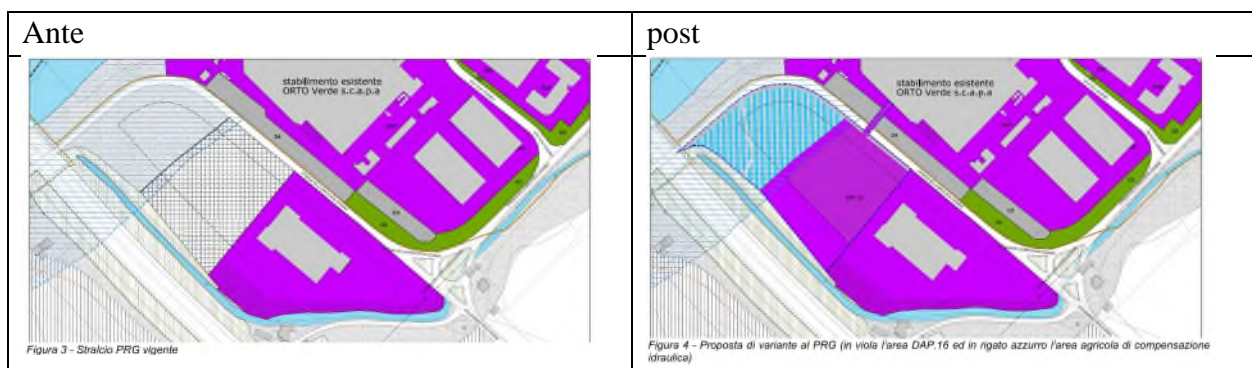 Ante
post
stabilimento esistente
ORTO Verde s.c.a.p.a
stabilimento esistente
ORTO Verde s.c.a.p.a
Figura 3 - Stralcio PRG vigente
Figura 4 - Proposta di variante al PRG (in viola l'area DAP.16 ed in rigato azzurro l'area agricola di compensazione
idraulica)